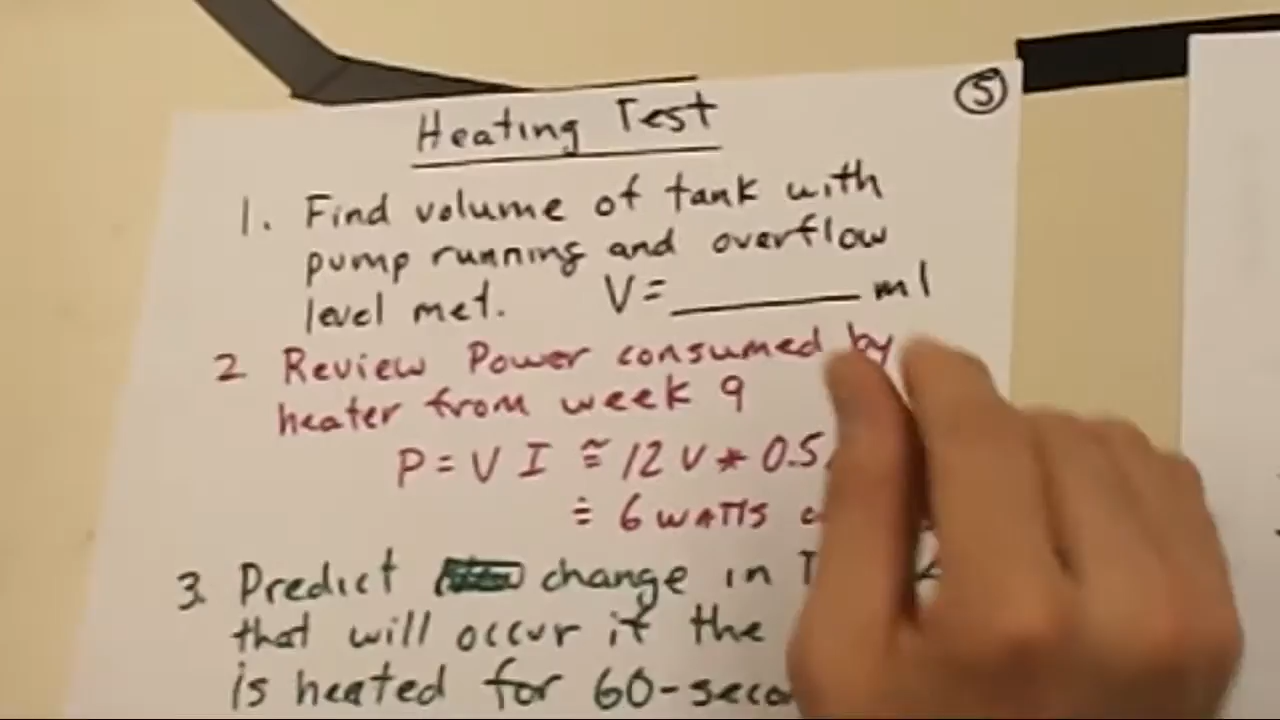 5
Heating Test
1. Find volume of tank with
pump running and overflow
level met. V = ________ ml
2 Review Power consumed by
heater from week 9
P = V I ≅ 12 V * 0.5
≐ 6 WATTS
3. Predict change in
that will occur if the
is heated for 60-seco